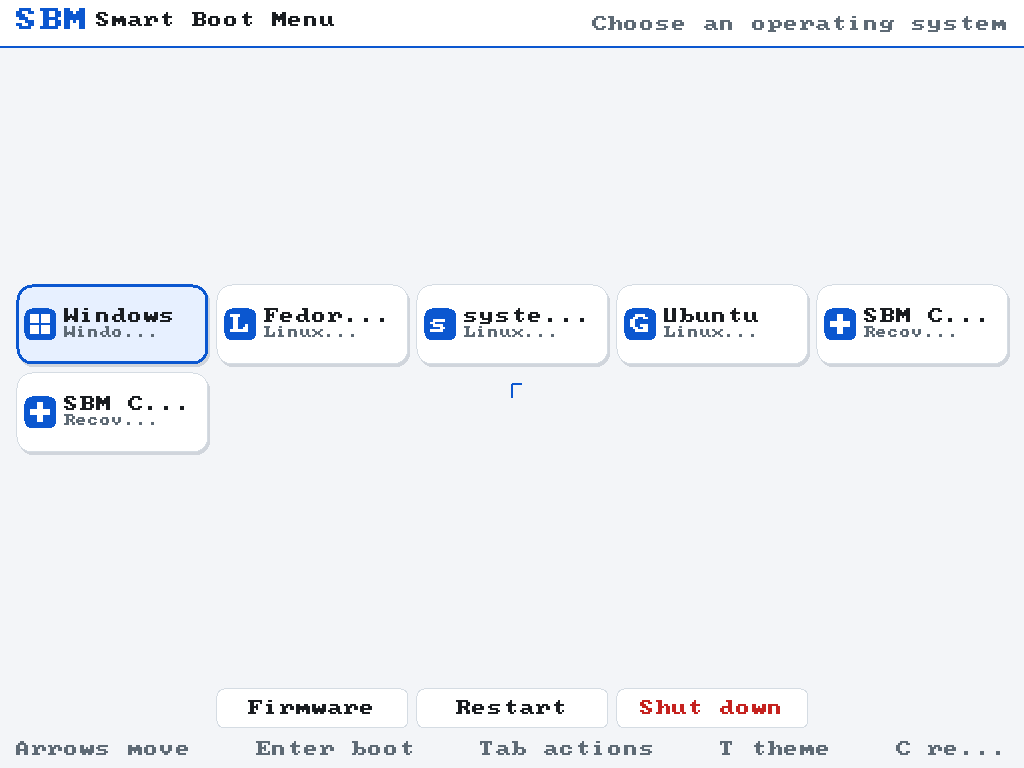 SBM Smart Boot Menu
Choose an operating system
Windows
Windo...
L
Fedor...
Linux...
s
syste...
Linux...
G
Ubuntu
Linux...
SBM C...
Recov...
SBM C...
Recov...
Firmware
Restart
Shut down
Arrows move
Enter boot
Tab actions
T theme
C re...